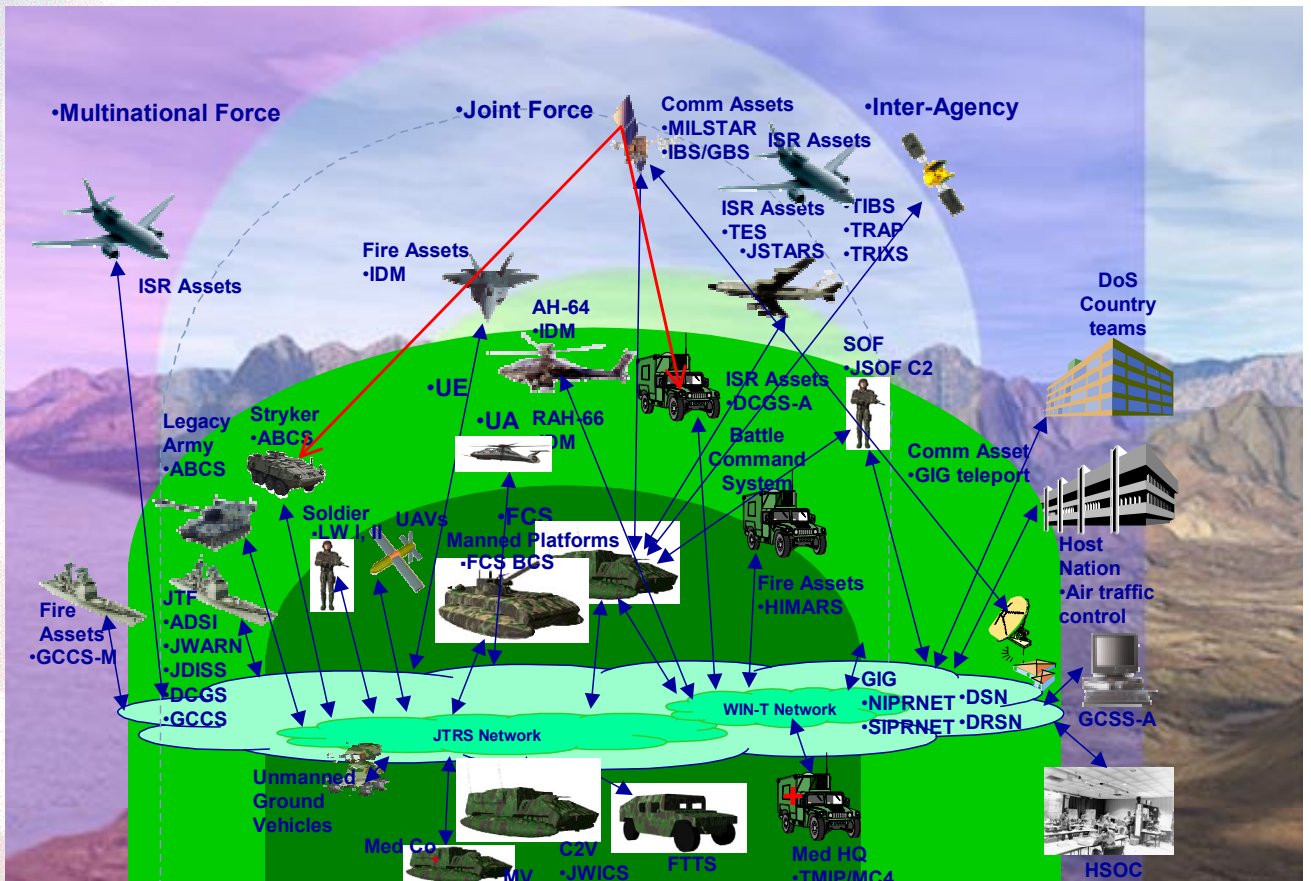 •Multinational Force
•Joint Force
Comm Assets
•MILSTAR
•IBS/GBS
•Inter-Agency
ISR Assets
ISR Assets
•TES
•JSTARS
•TIBS
•TRAP
•TRIXS
Fire Assets
•IDM
ISR Assets
DoS
Country
teams
AH-64
•IDM
SOF
•JSOF C2
•UE
ISR Assets
•DCGS-A
Stryker
•ABCS
•UA
RAH-66
Legacy
Army
•ABCS
Battle
Command
System
Comm Asset
•GIG teleport
Soldier
•LW I, II
UAVs
•FCS
Manned Platforms
•FCS BCS
Host
Nation
•Air traffic
control
Fire Assets
•HIMARS
JTF
•ADSI
•JWARN
•JDISS
•DCGS
•GCCS
Fire
Assets
•GCCS-M
GIG
•NIPRNET
•SIPRNET
•DSN
•DRSN
GCSS-A
WIN-T Network
JTRS Network
Unmanned
Ground
Vehicles
Med Co
MV
C2V
•JWICS
FTTS
Med HQ
•TMIP/MC4
HSOC